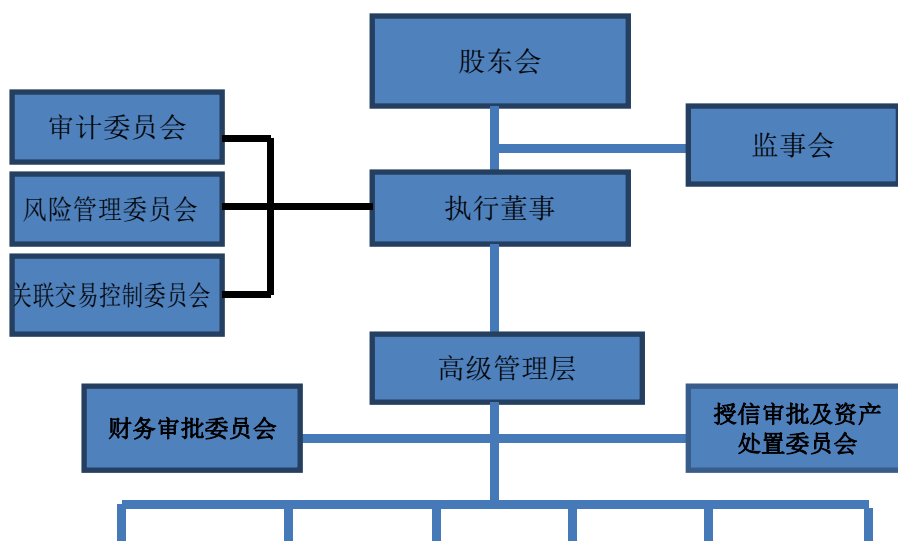 股东会
审计委员会
监事会
风险管理委员会
执行董事
关联交易控制委员会
高级管理层
财务审批委员会
授信审批及资产
处置委员会